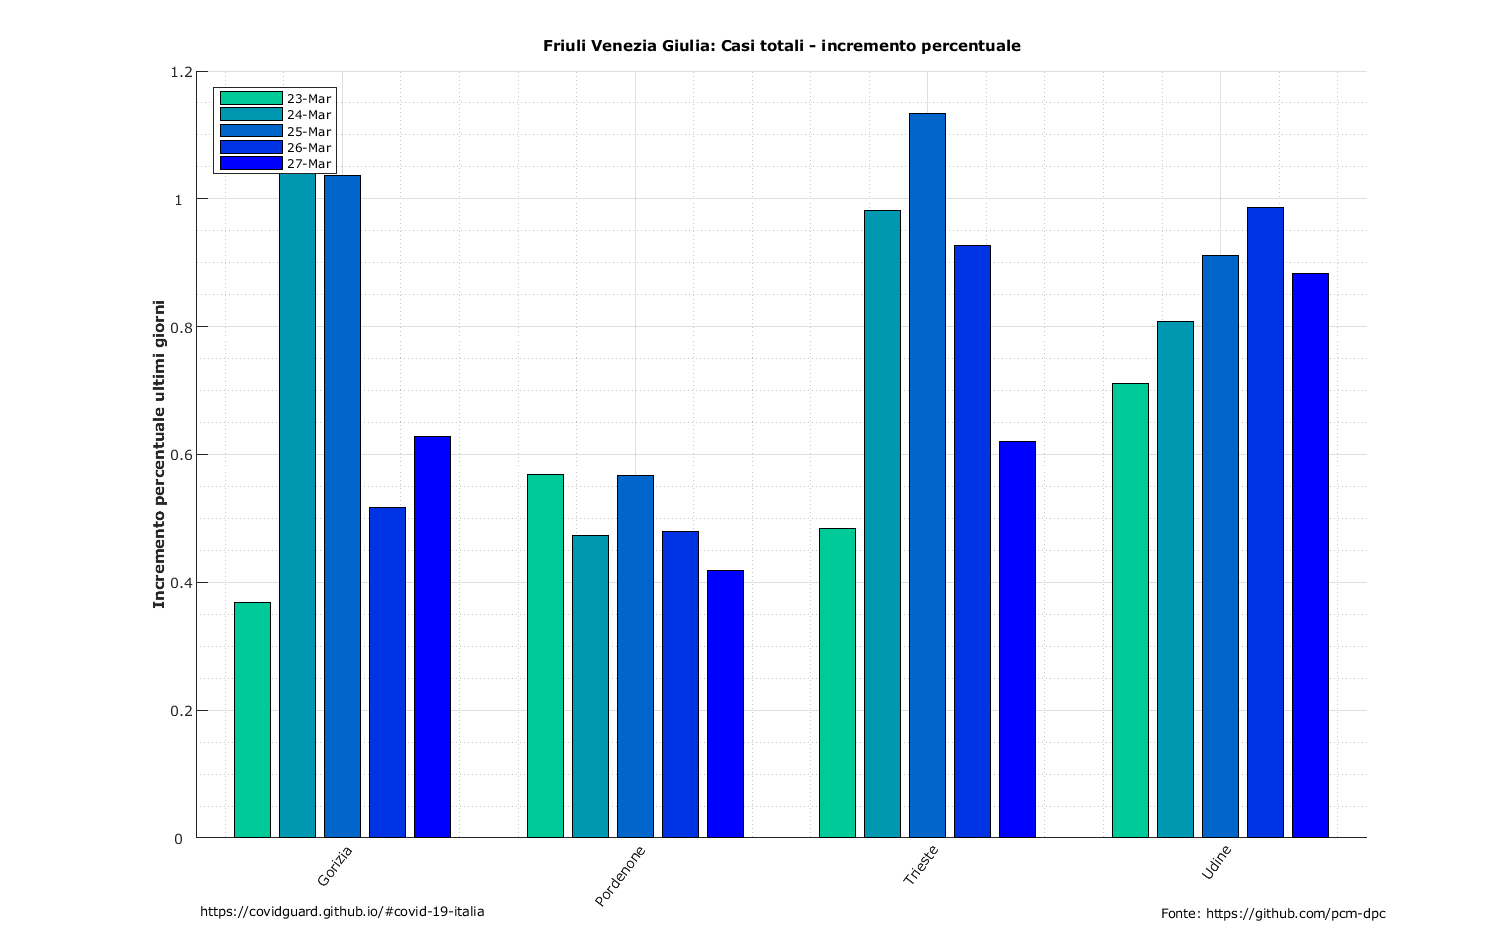 Friuli Venezia Giulia: Casi totali - incremento percentuale
1.2
1
0.8
0.6
0.4
0.2
0
Incremento percentuale ultimi giorni
23-Mar
24-Mar
25-Mar
26-Mar
27-Mar
Gorizia
Pordenone
Trieste
Udine
https://covidguard.github.io/#covid-19-italia
Fonte: https://github.com/pcm-dpc